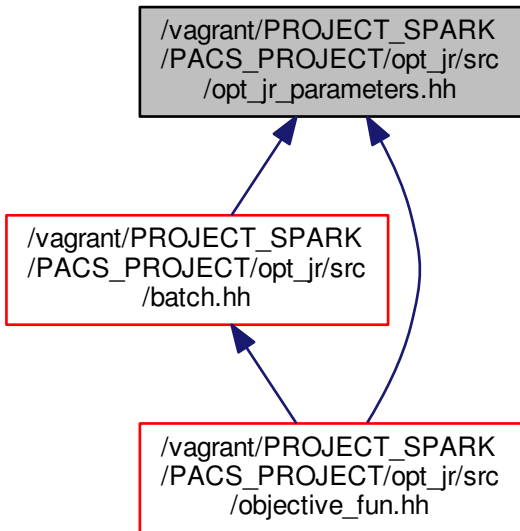 /vagrant/PROJECT_SPARK
/PACS_PROJECT/opt_jr/src
/opt_jr_parameters.hh
/vagrant/PROJECT_SPARK
/PACS_PROJECT/opt_jr/src
/batch.hh
/vagrant/PROJECT_SPARK
/PACS_PROJECT/opt_jr/src
/objective_fun.hh